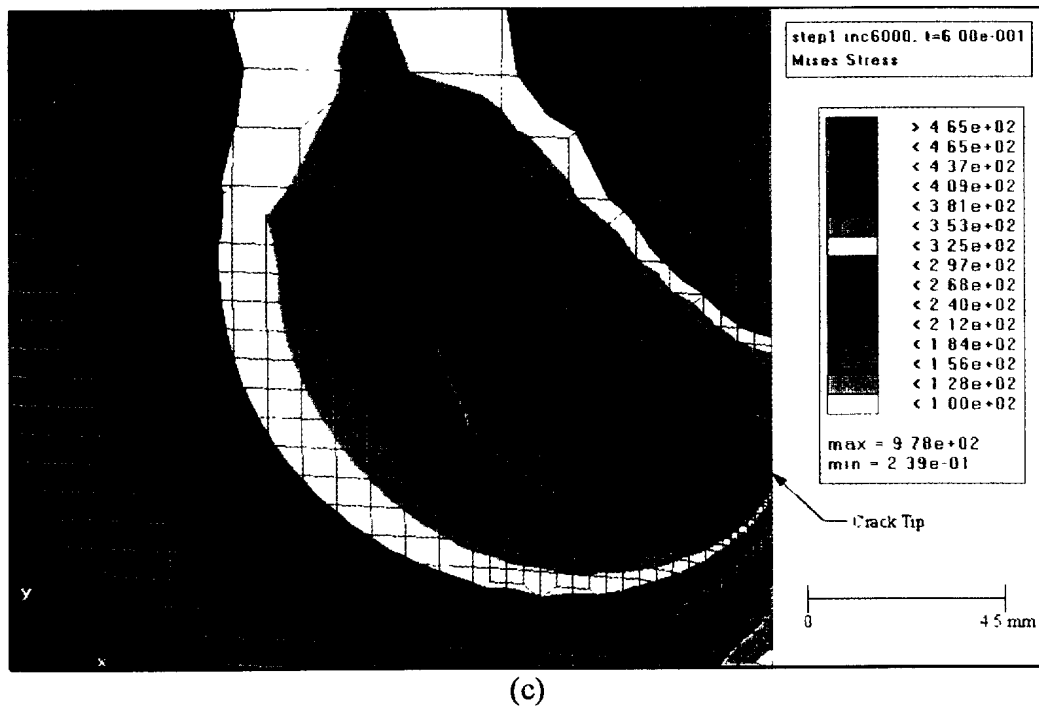 step1 inc6000, t=6 00e-001
Mises Stress
> 4 65e+02
< 4 65e+02
< 4 37e+02
< 4 09e+02
< 3 81e+02
< 3 53e+02
< 3 25e+02
< 2 97e+02
< 2 68e+02
< 2 40e+02
< 2 12e+02
< 1 84e+02
< 1 56e+02
< 1 28e+02
< 1 00e+02
max = 9 78e+02
min = 2 39e-01
Crack Tip
y
0 4 5 mm
x
(c)